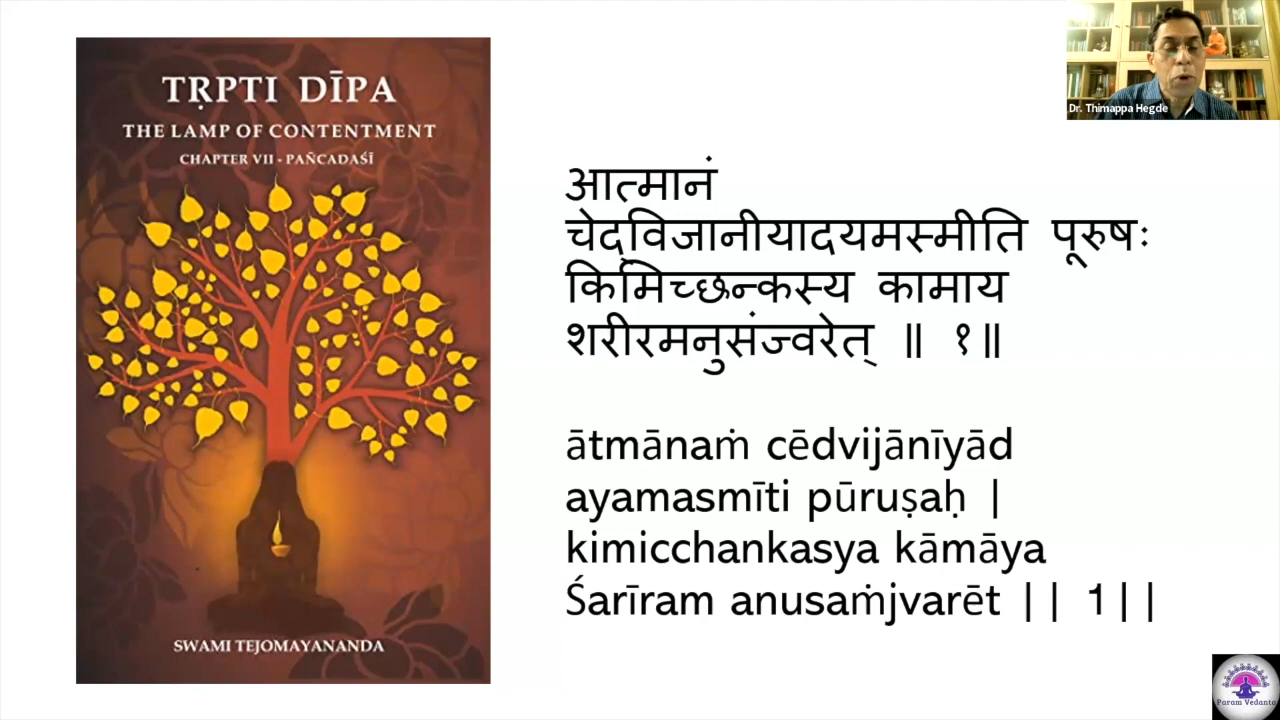 TṚPTI DĪPA
THE LAMP OF CONTENTMENT
CHAPTER VII - PAÑCADAŚĪ
SWAMI TEJOMAYANANDA
आत्मानं
चेद्विजानीयादयमस्मीति पूरुषः
किमिच्छन्कस्य कामाय
शरीरमनुसंज्वरेत् ॥ १॥
ātmānaṁ cēdvijānīyād
ayamasmīti pūruṣaḥ |
kimicchankasya kāmāya
Śarīram anusaṁjvarēt || 1||
Dr. Thimappa Hegde
Param Vedanta